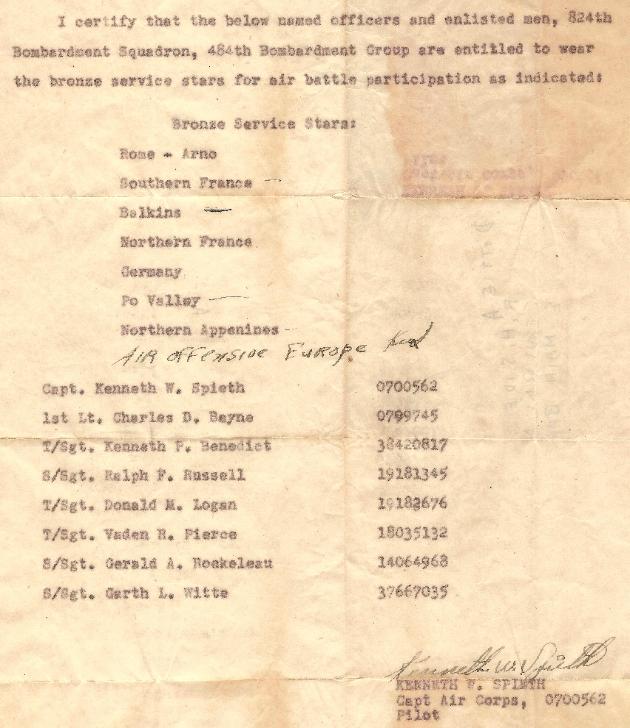 I certify that the below named officers and enlisted men, 824th
Bombardment Squadron, 484th Bombardment Group are entitled to wear
the bronze service stars for air battle participation as indicated:
Bronze Service Stars:
Rome - Arno
Southern France -
Balkins -
Northern France
Germany
Po Valley -
Northern Appenines -
AIR OFFENSIVE EUROPE
Capt. Kenneth W. Spieth 0700562
1st Lt. Charles D. Bayne 0799745
T/Sgt. Kenneth P. Benedict 38420817
S/Sgt. Ralph F. Russell 19181345
T/Sgt. Donald M. Logan 19182676
T/Sgt. Vaden R. Pierce 18035132
S/Sgt. Gerald A. Rockeleau 14064968
S/Sgt. Garth L. Witte 37667035
Kenneth W. Spieth
KENNETH W. SPIETH
Capt Air Corps, 0700562
Pilot